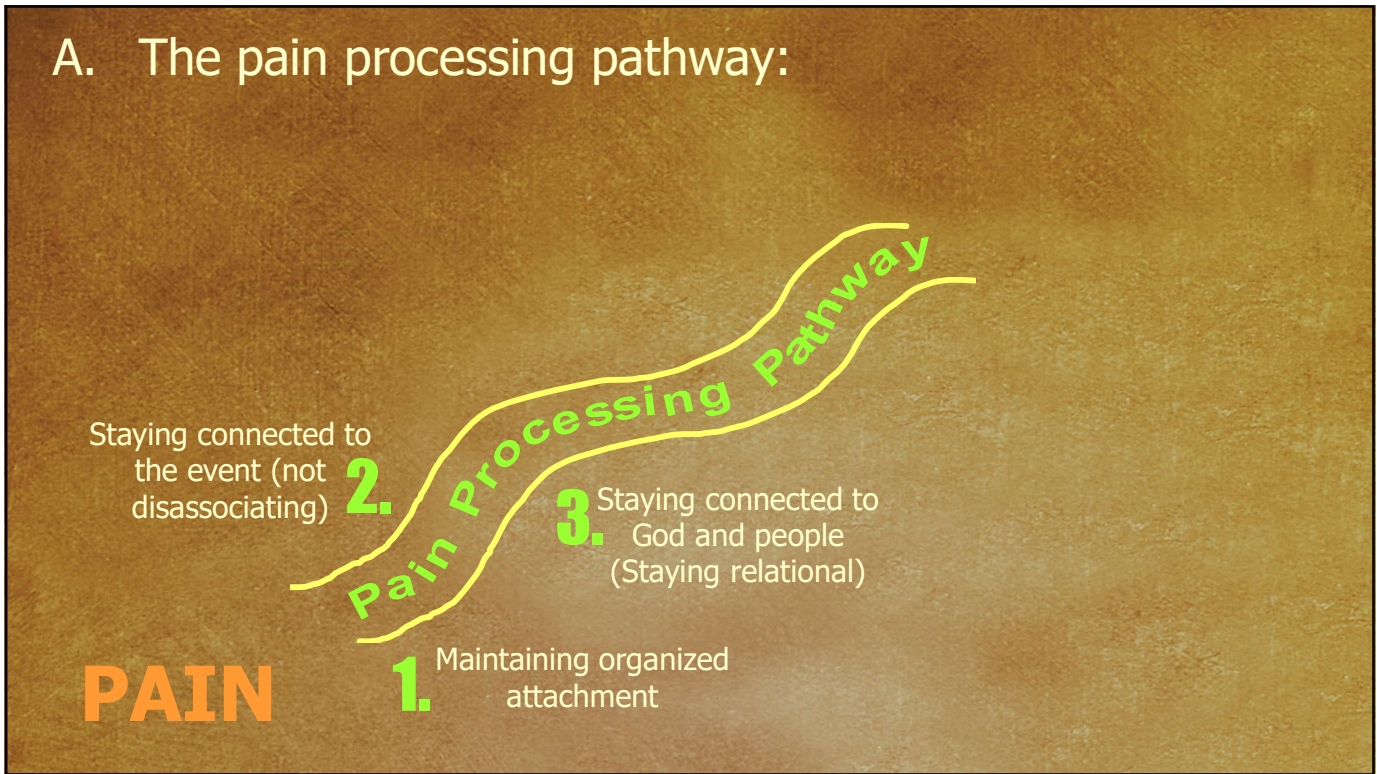 A. The pain processing pathway:
Pain Processing Pathway
Staying connected to
the event (not
disassociating)
2.
3.
Staying connected to
God and people
(Staying relational)
PAIN
1.
Maintaining organized
attachment